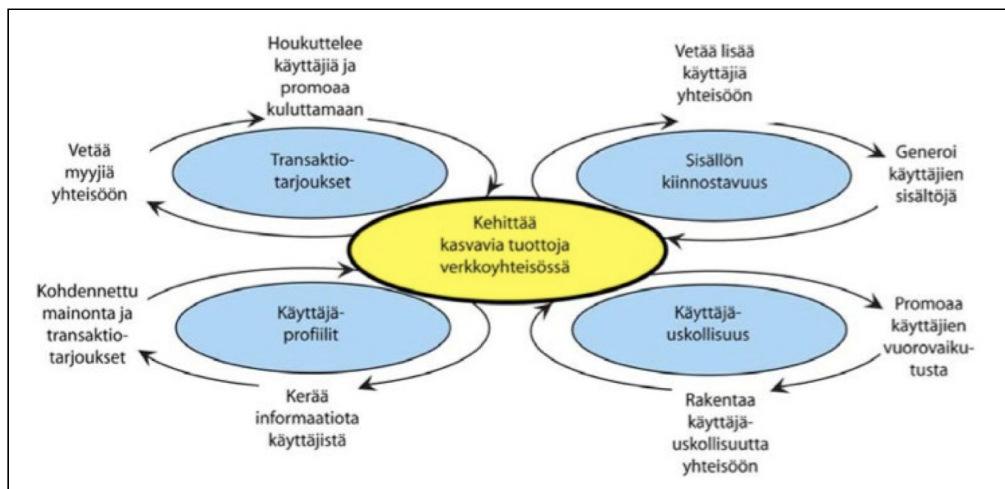 Houkuttelee
käyttäjiä ja
promoaa
kuluttamaan
Vetää
myyjiä
yhteisöön
Transaktio-
tarjoukset
Vetää lisää
käyttäjiä
yhteisöön
Sisällön
kiinnostavuus
Generoi
käyttäjien
sisältöjä
Kehittää
kasvavia tuottoja
verkkoyhteisössä
Kohdennettu
mainonta ja
transaktio-
tarjoukset
Käyttäjä-
profiilit
Kerää
informaatiota
käyttäjistä
Käyttäjä-
uskollisuus
Promoaa
käyttäjien
vuorovaiku-
tusta
Rakentaa
käyttäjä-
uskollisuutta
yhteisöön